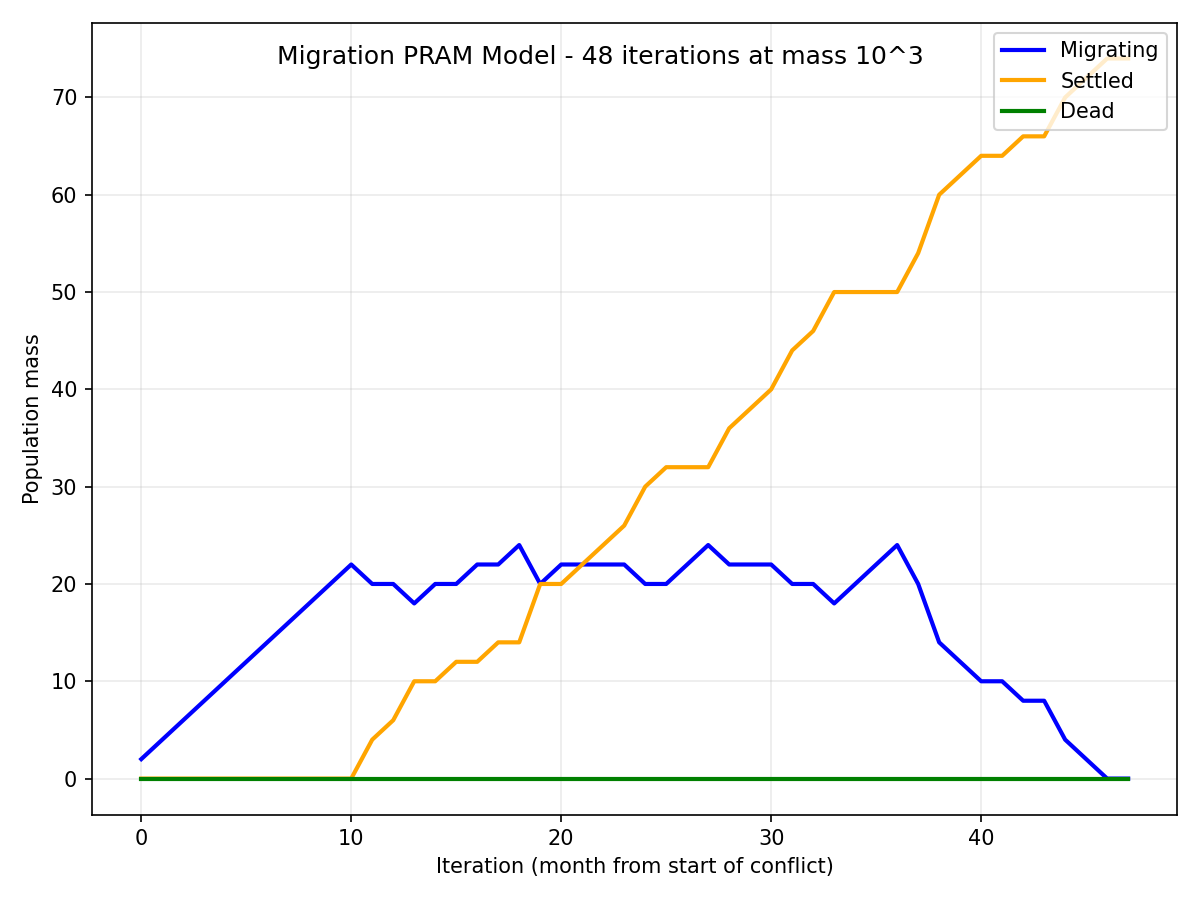 Migration PRAM Model - 48 iterations at mass 10^3
Migrating
Settled
Dead
Population mass
70
60
50
40
30
20
10
0
0 10 20 30 40
Iteration (month from start of conflict)